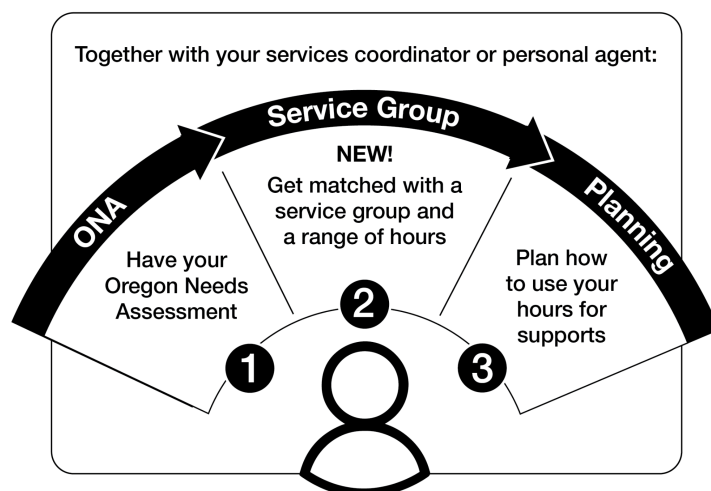 Together with your services coordinator or personal agent:
ONA
Have your
Oregon Needs
Assessment
1
Service Group
NEW!
Get matched with a
service group and
a range of hours
2
Planning
Plan how
to use your
hours for
supports
3